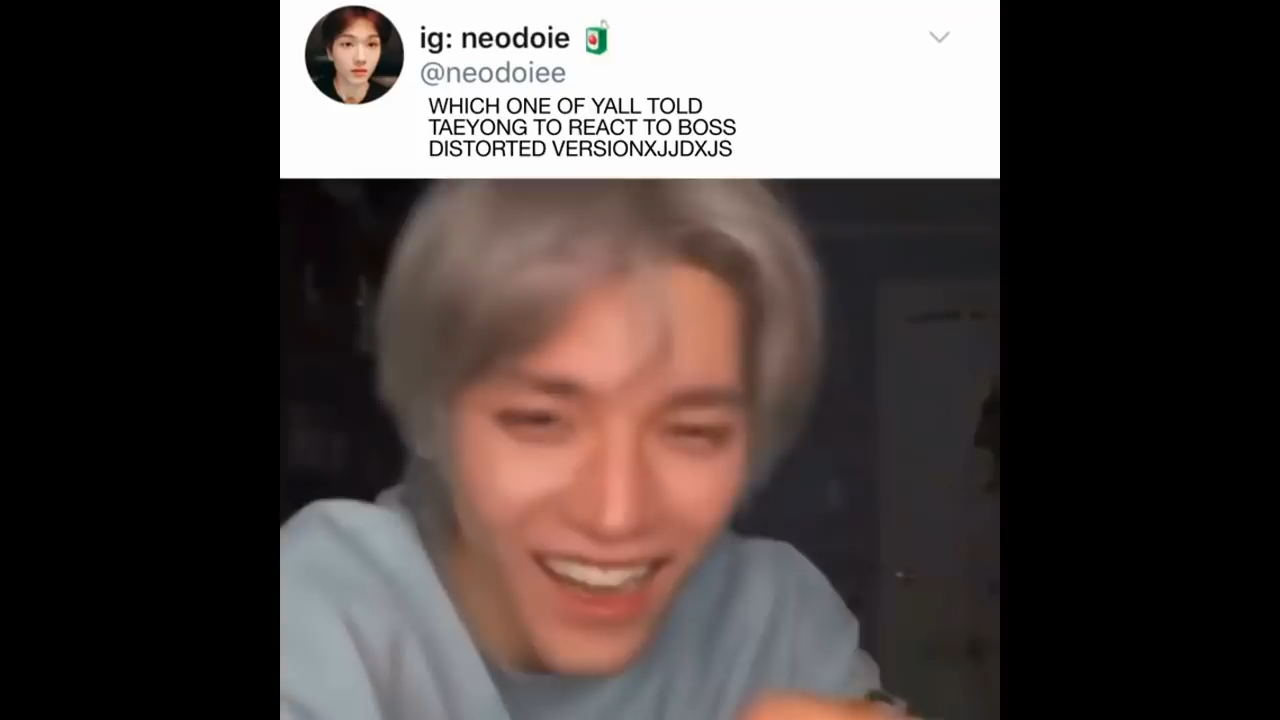 ig: neodoie
@neodoiee
WHICH ONE OF YALL TOLD
TAEYONG TO REACT TO BOSS
DISTORTED VERSIONXJJDXJS